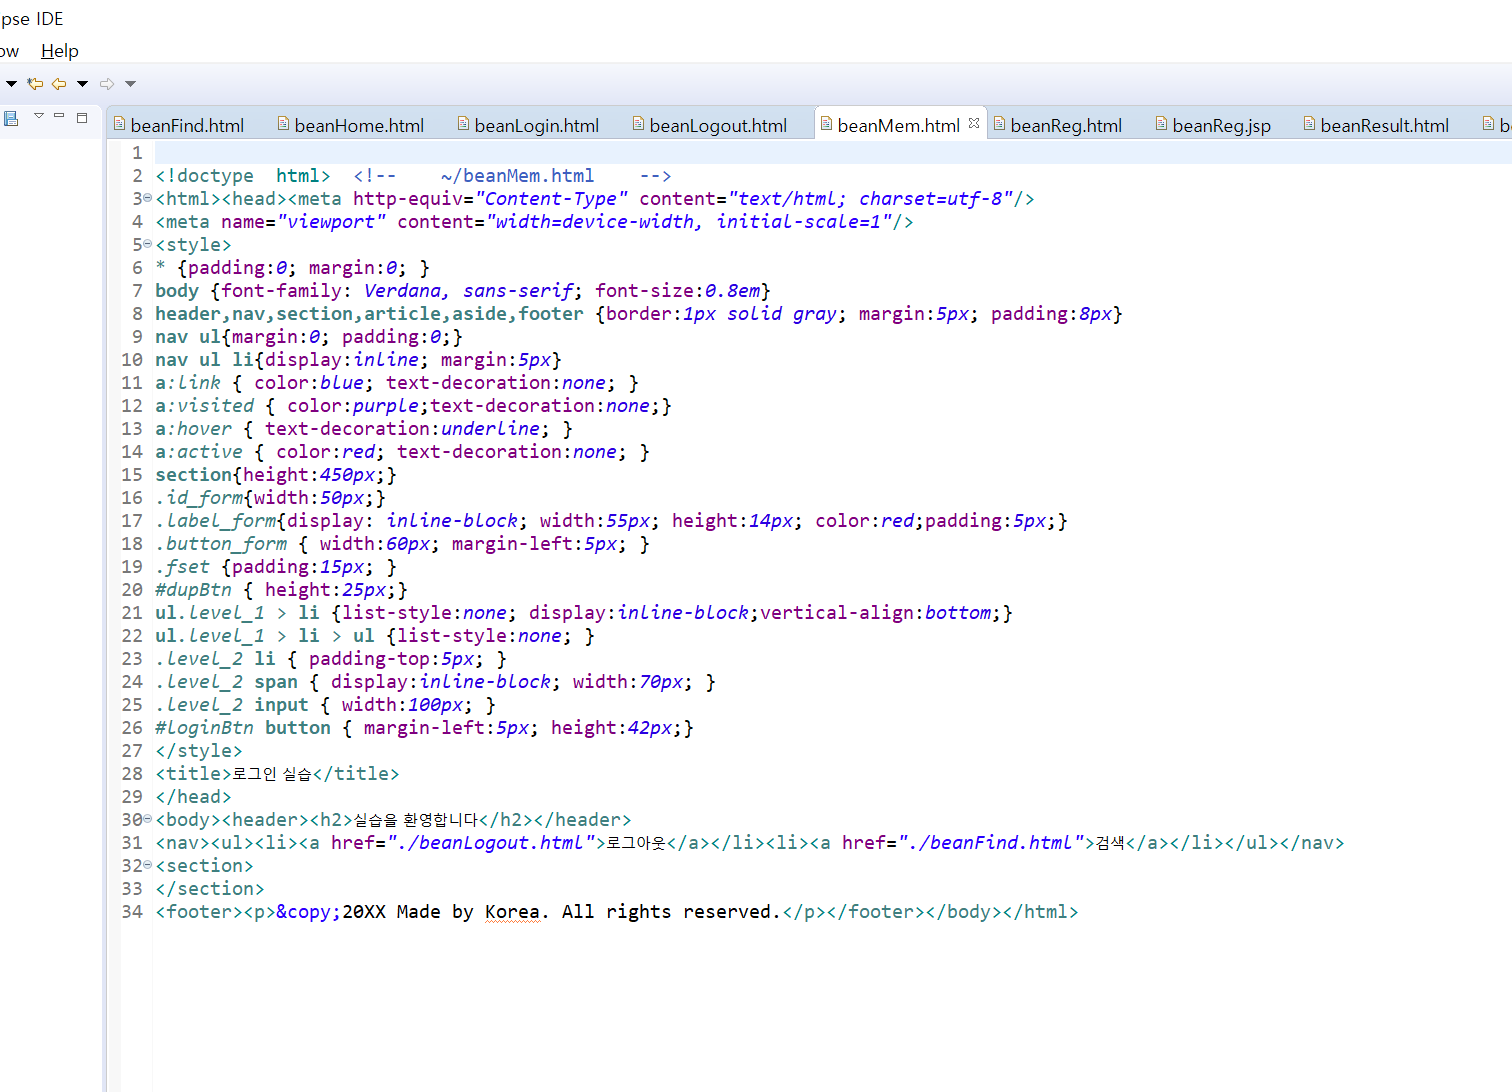 pse IDE
ow Help
beanFind.html beanHome.html beanLogin.html beanLogout.html beanMem.html beanReg.html beanReg.jsp beanResult.html
1
2 <!doctype  html>  <!--    ~/beanMem.html    -->
3 <html><head><meta http-equiv="Content-Type" content="text/html; charset=utf-8"/>
4 <meta name="viewport" content="width=device-width, initial-scale=1"/>
5 <style>
6 * {padding:0; margin:0; }
7 body {font-family: Verdana, sans-serif; font-size:0.8em}
8 header,nav,section,article,aside,footer {border:1px solid gray; margin:5px; padding:8px}
9 nav ul{margin:0; padding:0;}
10 nav ul li{display:inline; margin:5px}
11 a:link { color:blue; text-decoration:none; }
12 a:visited { color:purple;text-decoration:none;}
13 a:hover { text-decoration:underline; }
14 a:active { color:red; text-decoration:none; }
15 section{height:450px;}
16 .id_form{width:50px;}
17 .label_form{display: inline-block; width:55px; height:14px; color:red;padding:5px;}
18 .button_form { width:60px; margin-left:5px; }
19 .fset {padding:15px; }
20 #dupBtn { height:25px;}
21 ul.level_1 > li {list-style:none; display:inline-block;vertical-align:bottom;}
22 ul.level_1 > li > ul {list-style:none; }
23 .level_2 li { padding-top:5px; }
24 .level_2 span { display:inline-block; width:70px; }
25 .level_2 input { width:100px; }
26 #loginBtn button { margin-left:5px; height:42px;}
27 </style>
28 <title>로그인 실습</title>
29 </head>
30 <body><header><h2>실습을 환영합니다</h2></header>
31 <nav><ul><li><a href="./beanLogout.html">로그아웃</a></li><li><a href="./beanFind.html">검색</a></li></ul></nav>
32 <section>
33 </section>
34 <footer><p>&copy;20XX Made by Korea. All rights reserved.</p></footer></body></html>